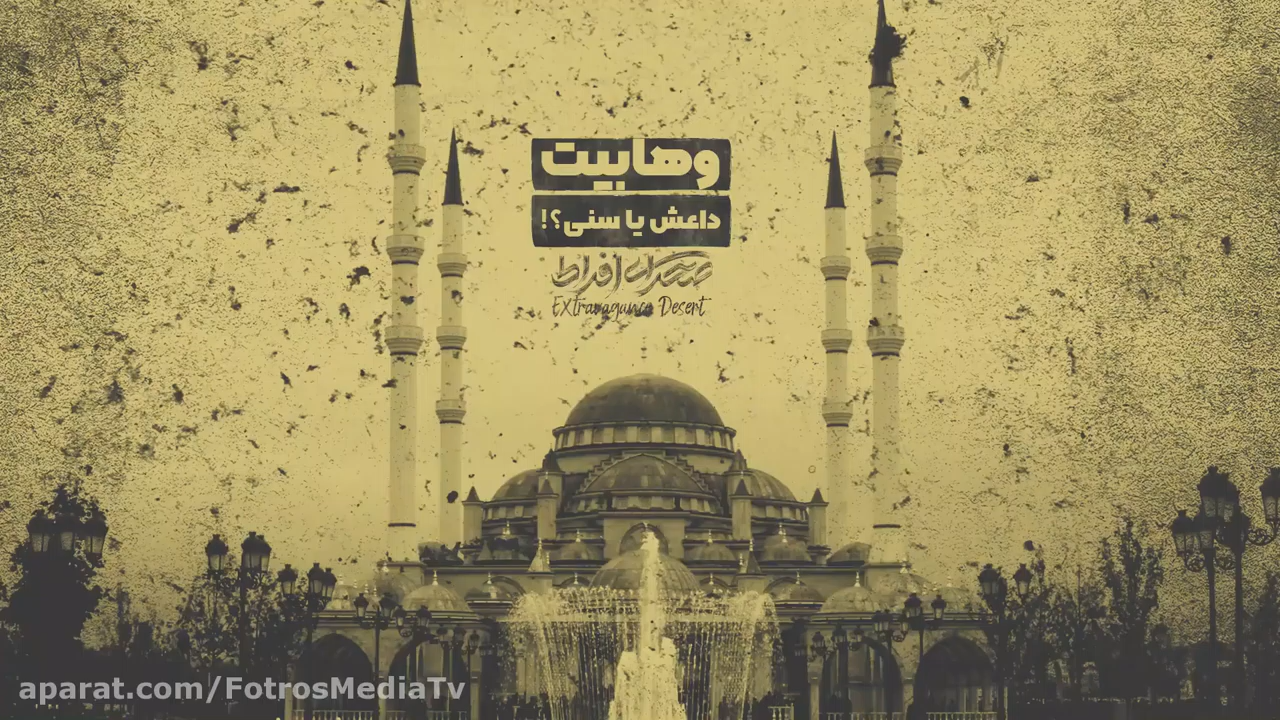 وهابیت
داعش یا سنی؟!
صحرای افراط
Extravagance Desert
aparat.com/FotrosMediaTv